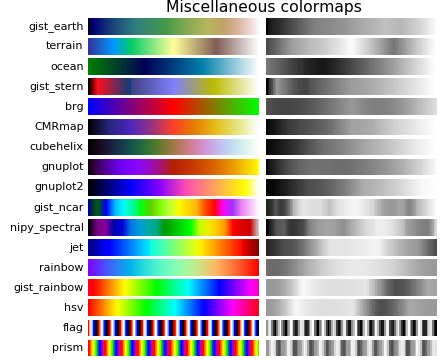 Miscellaneous colormaps
gist_earth
terrain
ocean
gist_stern
brg
CMRmap
cubehelix
gnuplot
gnuplot2
gist_ncar
nipy_spectral
jet
rainbow
gist_rainbow
hsv
flag
prism